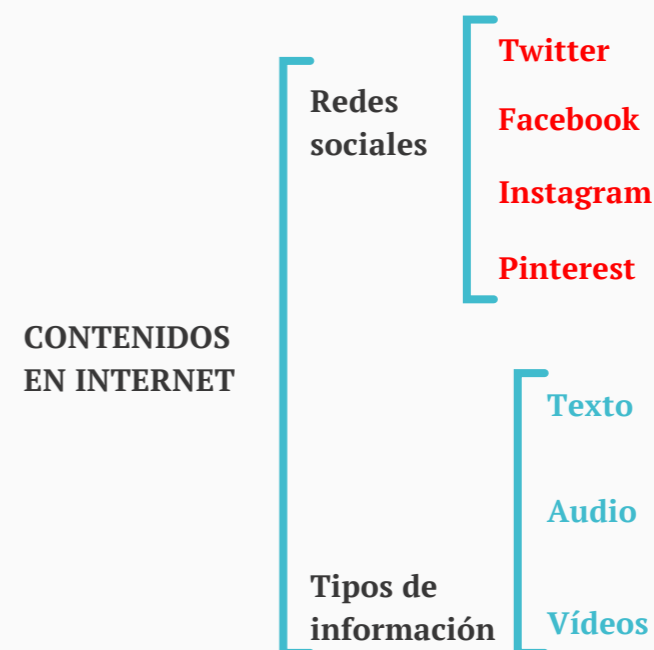 CONTENIDOS
EN INTERNET
Redes
sociales
Twitter
Facebook
Instagram
Pinterest
Tipos de
información
Texto
Audio
Vídeos